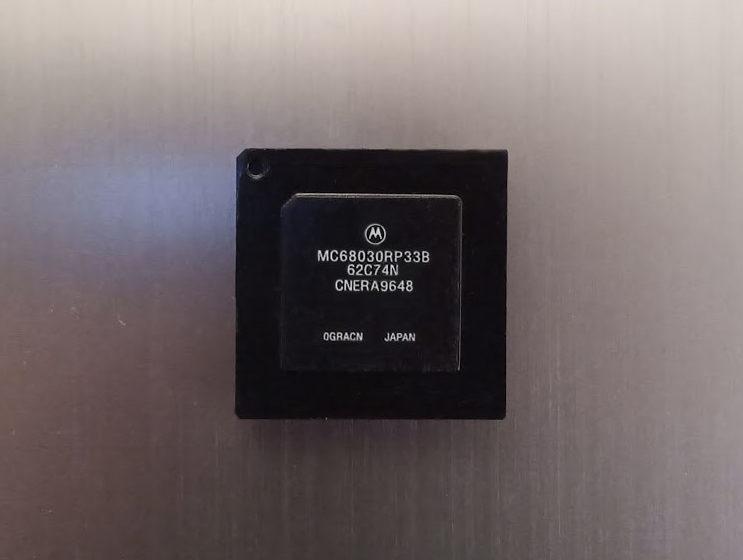 MC68030RP33B
62C74N
CNERA9648
0GRACN JAPAN